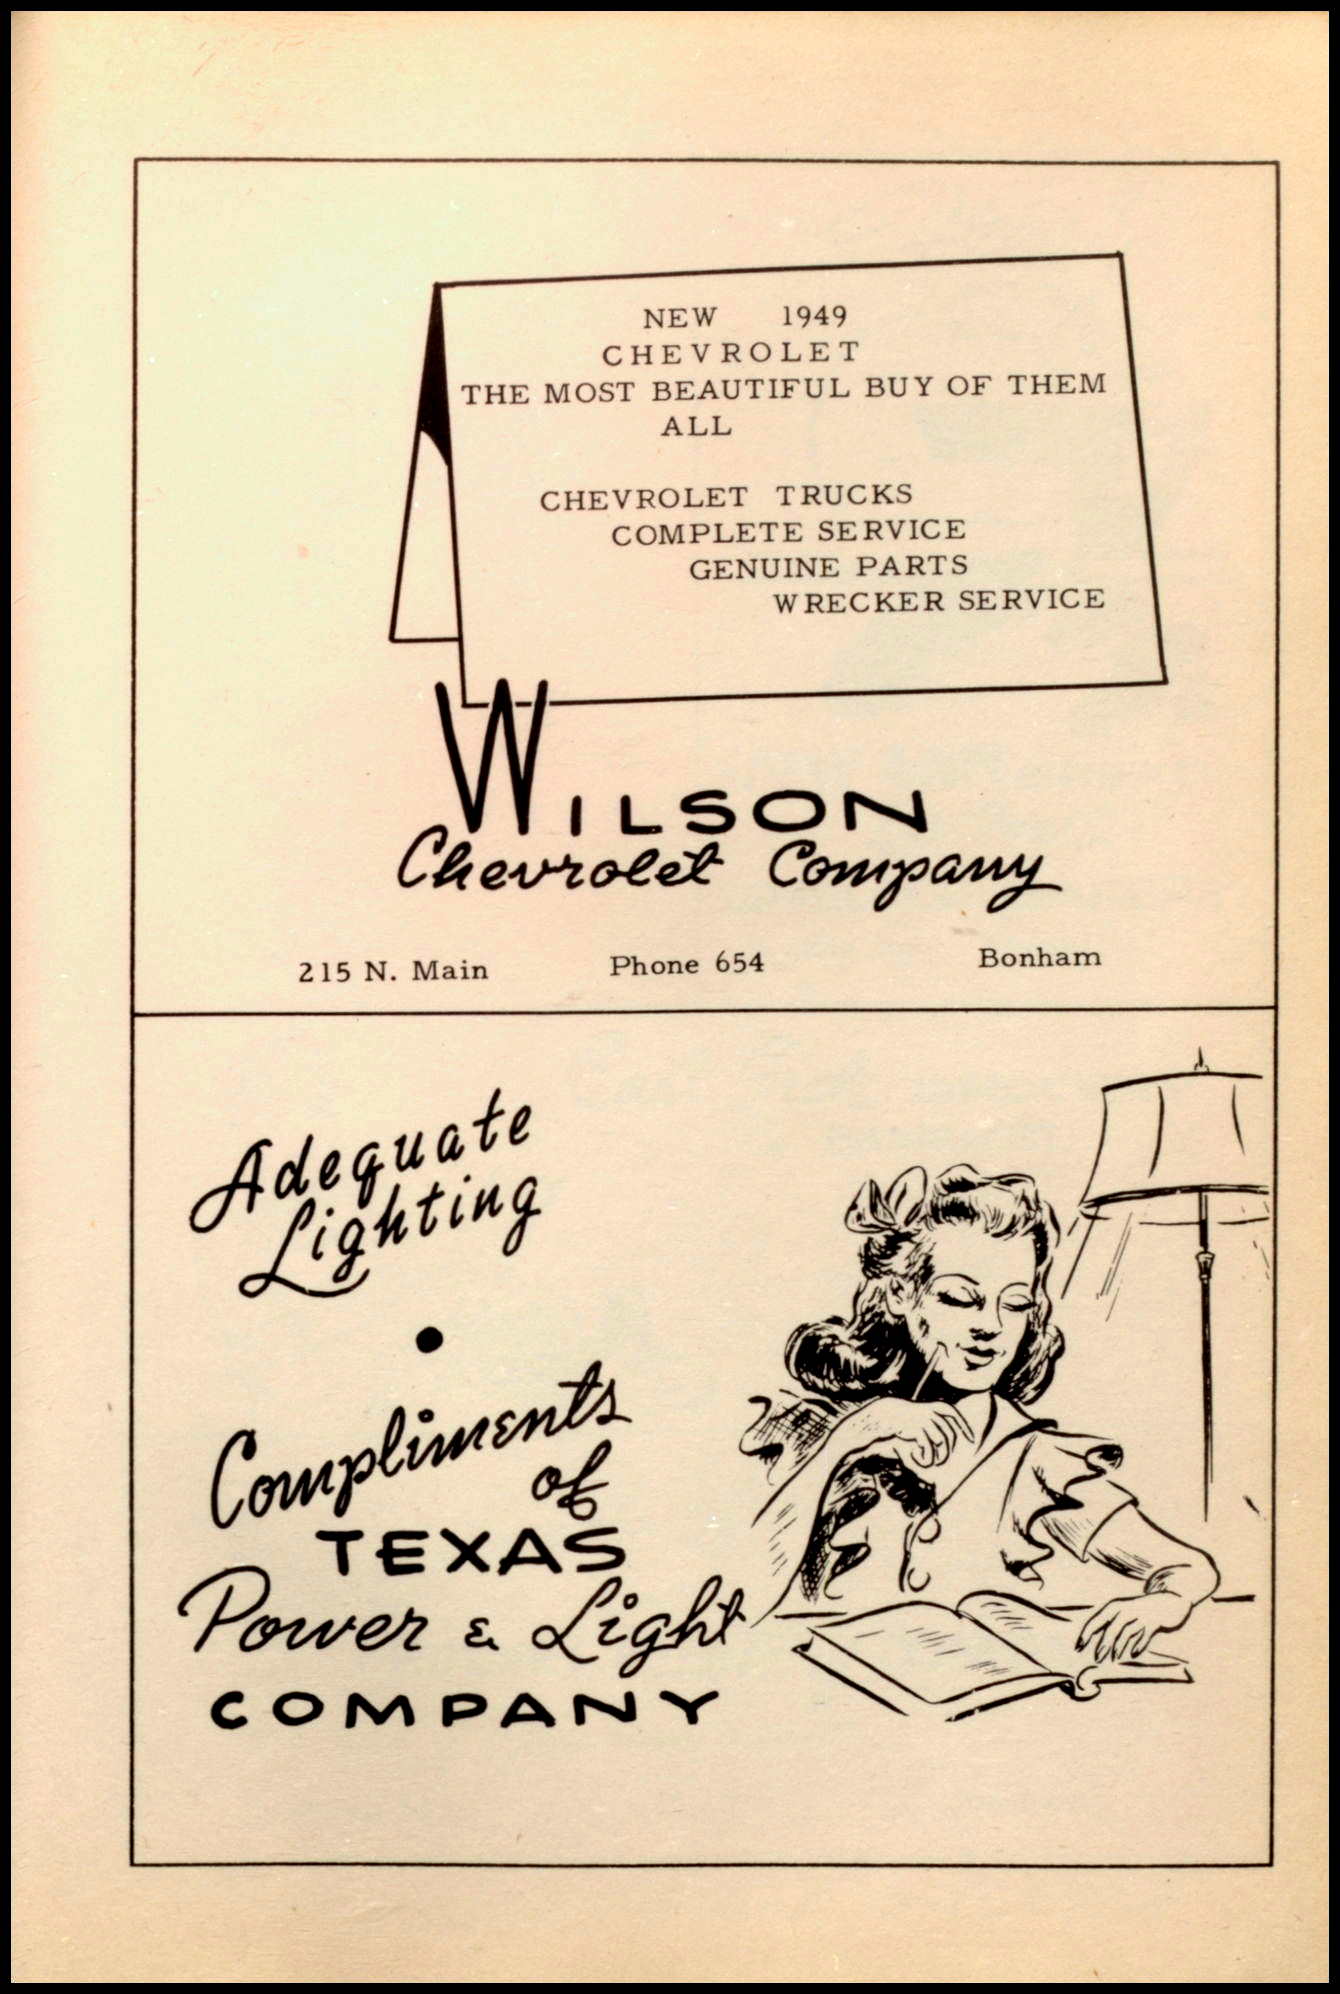 NEW 1949
CHEVROLET
THE MOST BEAUTIFUL BUY OF THEM
ALL
CHEVROLET TRUCKS
COMPLETE SERVICE
GENUINE PARTS
WRECKER SERVICE
WILSON
Chevrolet Company
215 N. Main Phone 654 Bonham
Adequate
Lighting
•
Compliments
of
TEXAS
Power & Light
COMPANY